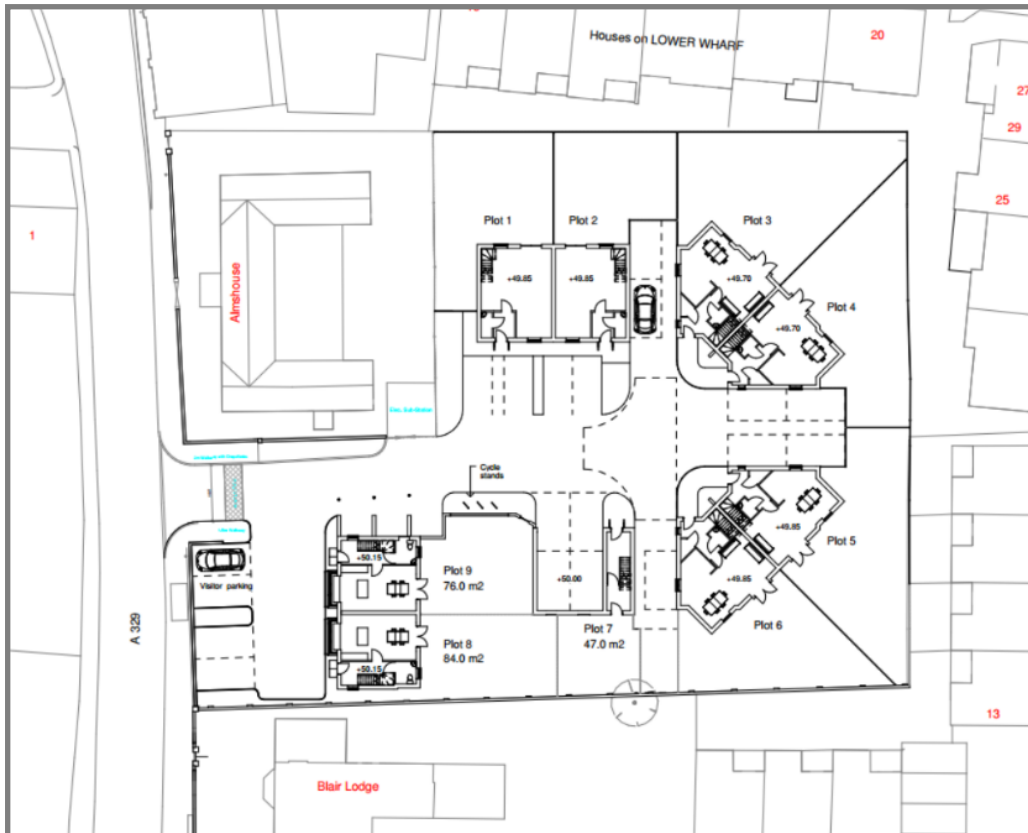 Houses on LOWER WHARF
20
27
29
25
1
Almshouse
Plot 1
Plot 2
Plot 3
+49.85
+49.85
+49.70
Plot 4
+49.70
Cycle
stands
+50.15
Plot 9
76.0 m2
+50.00
+49.85
Plot 5
+49.85
Visitor parking
A 329
Plot 8
84.0 m2
+50.15
Plot 7
47.0 m2
Plot 6
13
Blair Lodge